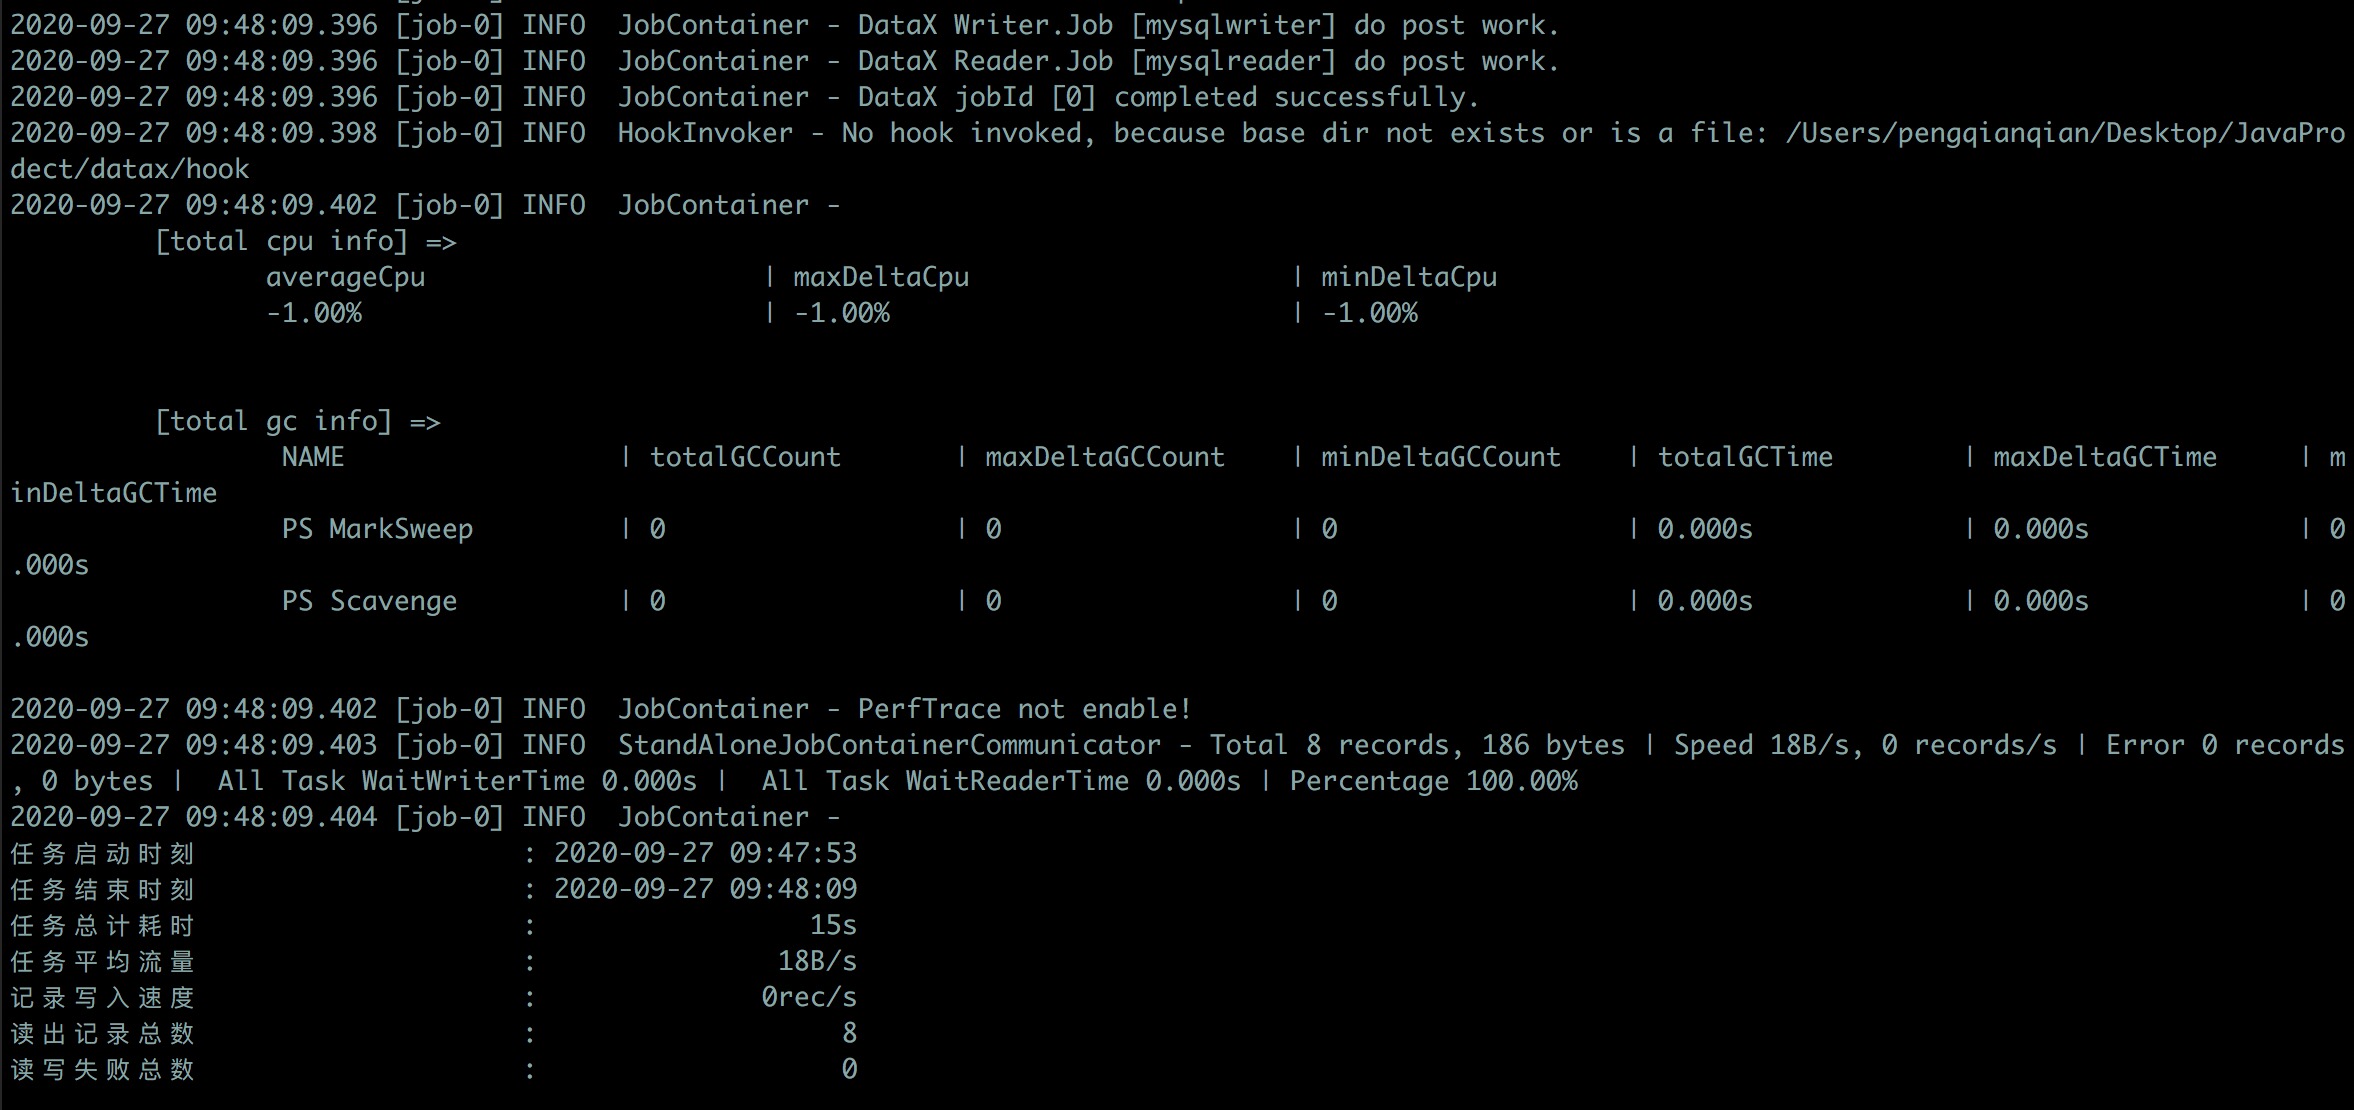 2020-09-27 09:48:09.396 [job-0] INFO  JobContainer - DataX Writer.Job [mysqlwriter] do post work.
2020-09-27 09:48:09.396 [job-0] INFO  JobContainer - DataX Reader.Job [mysqlreader] do post work.
2020-09-27 09:48:09.396 [job-0] INFO  JobContainer - DataX jobId [0] completed successfully.
2020-09-27 09:48:09.398 [job-0] INFO  HookInvoker - No hook invoked, because base dir not exists or is a file: /Users/pengqianqian/Desktop/JavaPro
dect/datax/hook
2020-09-27 09:48:09.402 [job-0] INFO  JobContainer -
[total cpu info] =>
averageCpu | maxDeltaCpu | minDeltaCpu
-1.00% | -1.00% | -1.00%
[total gc info] =>
NAME | totalGCCount | maxDeltaGCCount | minDeltaGCCount | totalGCTime | maxDeltaGCTime | m
inDeltaGCTime
PS MarkSweep | 0 | 0 | 0 | 0.000s | 0.000s | 0
.000s
PS Scavenge | 0 | 0 | 0 | 0.000s | 0.000s | 0
.000s
2020-09-27 09:48:09.402 [job-0] INFO  JobContainer - PerfTrace not enable!
2020-09-27 09:48:09.403 [job-0] INFO  StandAloneJobContainerCommunicator - Total 8 records, 186 bytes | Speed 18B/s, 0 records/s | Error 0 records
, 0 bytes |  All Task WaitWriterTime 0.000s |  All Task WaitReaderTime 0.000s | Percentage 100.00%
2020-09-27 09:48:09.404 [job-0] INFO  JobContainer -
任务启动时刻 : 2020-09-27 09:47:53
任务结束时刻 : 2020-09-27 09:48:09
任务总计耗时 : 15s
任务平均流量 : 18B/s
记录写入速度 : 0rec/s
读出记录总数 : 8
读写失败总数 : 0